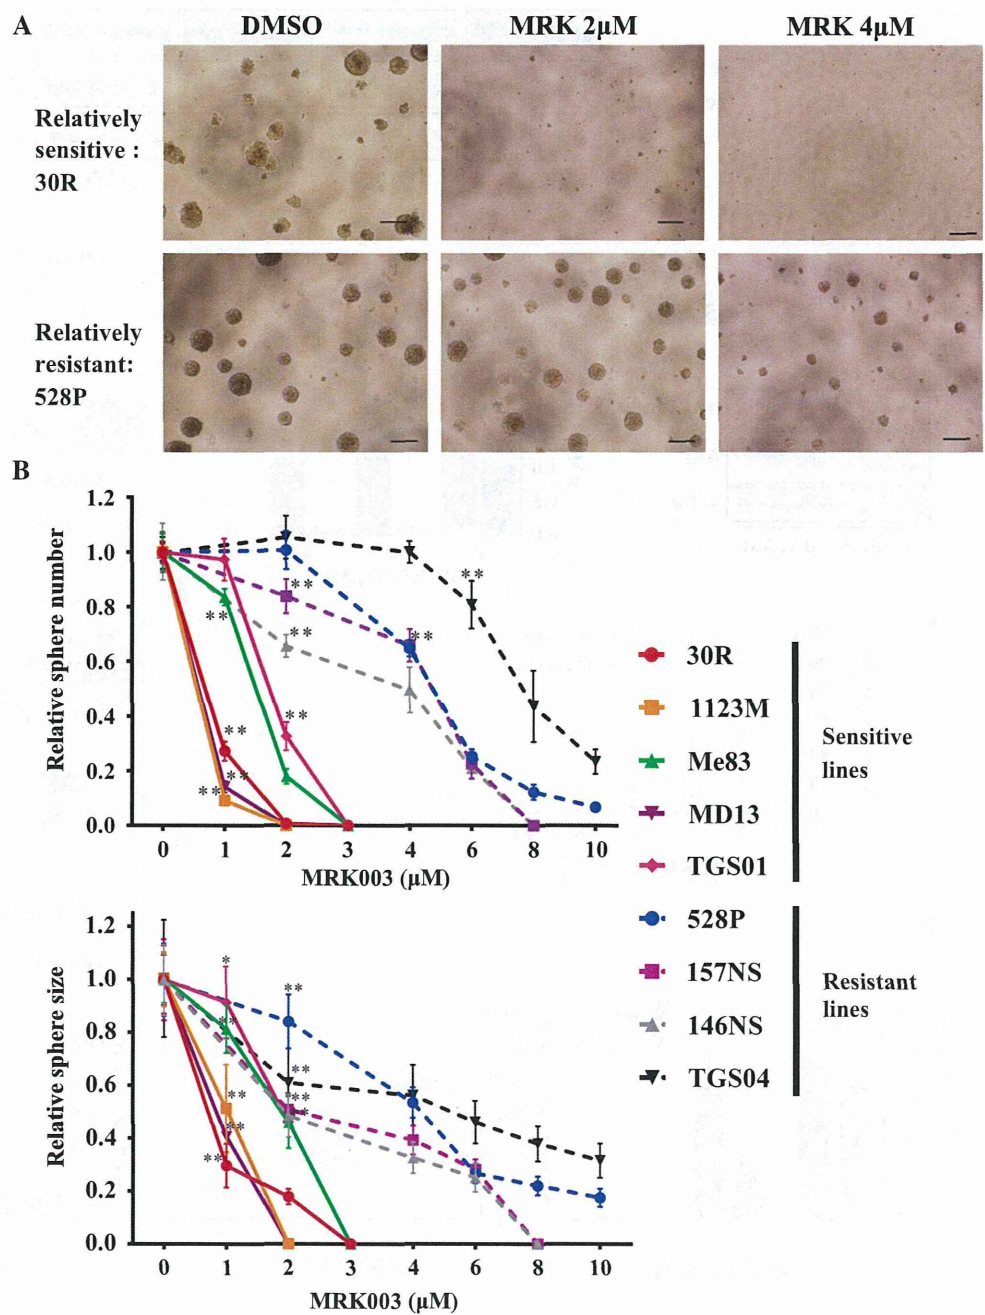 A
DMSO
MRK 2μM
MRK 4μM
Relatively
sensitive :
30R
Relatively
resistant:
528P
B
Relative sphere number
1.2
1.0
0.8
0.6
0.4
0.2
0.0
** ** ** ** ** ** ** ** **
0 1 2 3 4 6 8 10
MRK003 (μM)
Relative sphere size
1.2
1.0
0.8
0.6
0.4
0.2
0.0
* ** ** ** ** ** ** ** **
0 1 2 3 4 6 8 10
MRK003 (μM)
30R
1123M
Me83
MD13
TGS01
Sensitive
lines
528P
157NS
146NS
TGS04
Resistant
lines